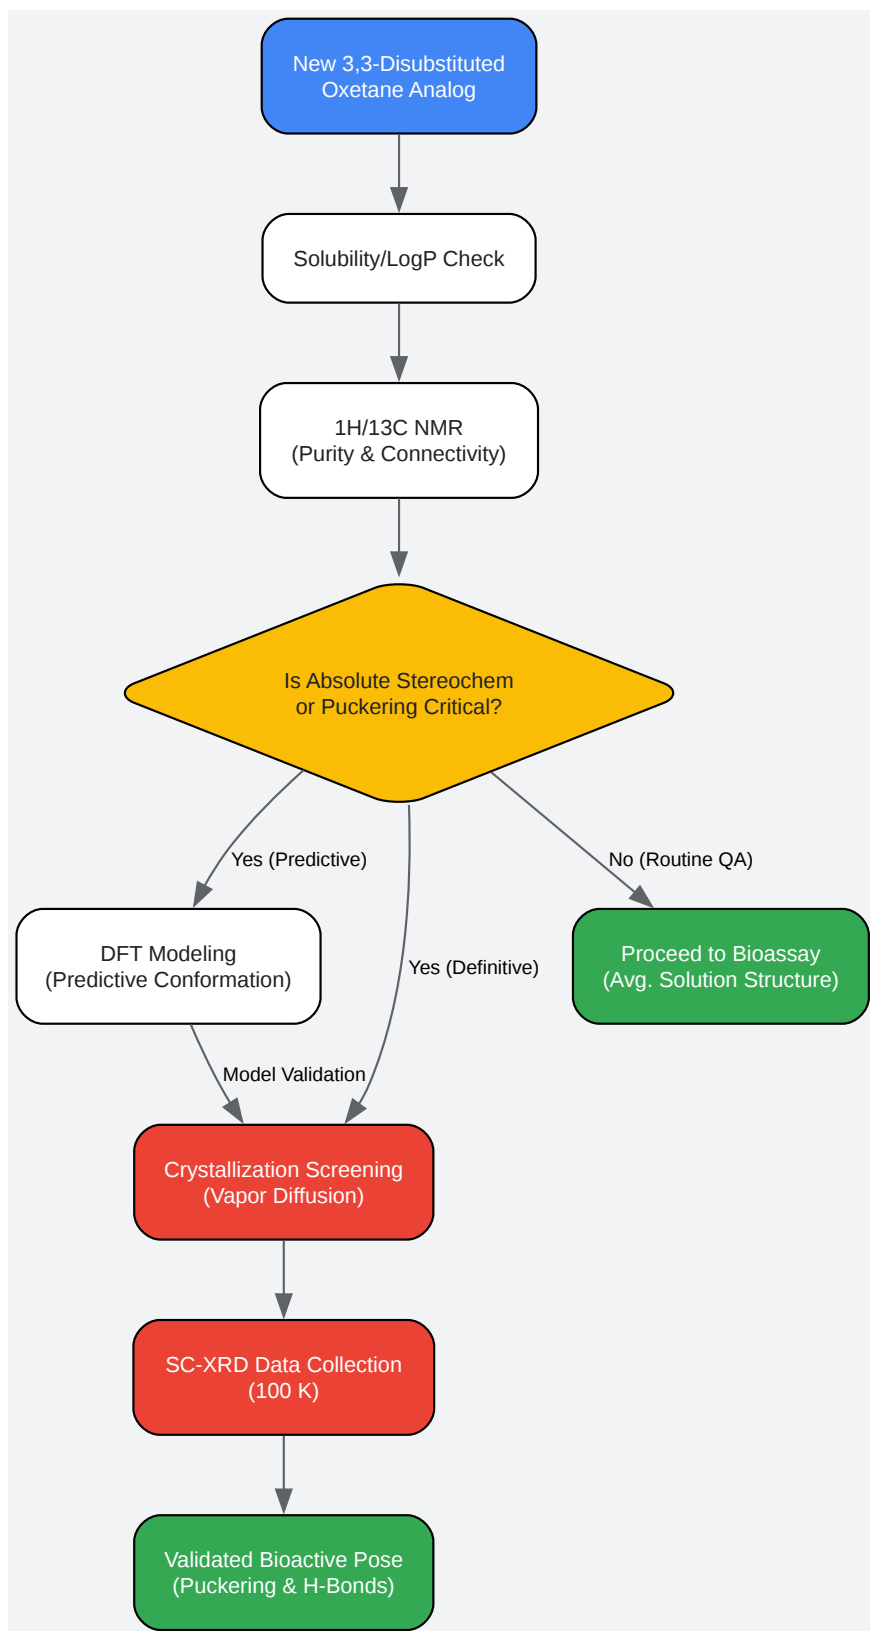 New 3,3-Disubstituted
Oxetane Analog
Solubility/LogP Check
1H/13C NMR
(Purity & Connectivity)
Is Absolute Stereochem
or Puckering Critical?
Yes (Predictive)
No (Routine QA)
DFT Modeling
(Predictive Conformation)
Yes (Definitive)
Proceed to Bioassay
(Avg. Solution Structure)
Model Validation
Crystallization Screening
(Vapor Diffusion)
SC-XRD Data Collection
(100 K)
Validated Bioactive Pose
(Puckering & H-Bonds)